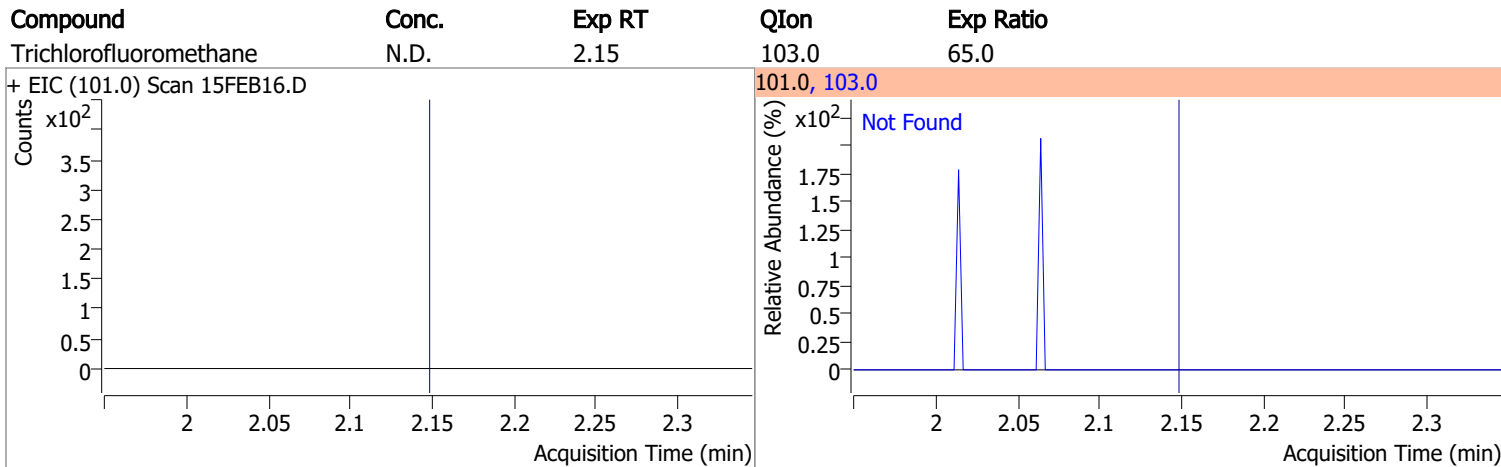 Compound Conc. Exp RT QIon Exp Ratio
Trichlorofluoromethane N.D. 2.15 103.0 65.0
+ EIC (101.0) Scan 15FEB16.D
Counts
x10²
3.5
3
2.5
2
1.5
1
0.5
0
2 2.05 2.1 2.15 2.2 2.25 2.3
Acquisition Time (min)
101.0, 103.0
Relative Abundance (%)
x10²
Not Found
1.75
1.5
1.25
1
0.75
0.5
0.25
0
2 2.05 2.1 2.15 2.2 2.25 2.3
Acquisition Time (min)